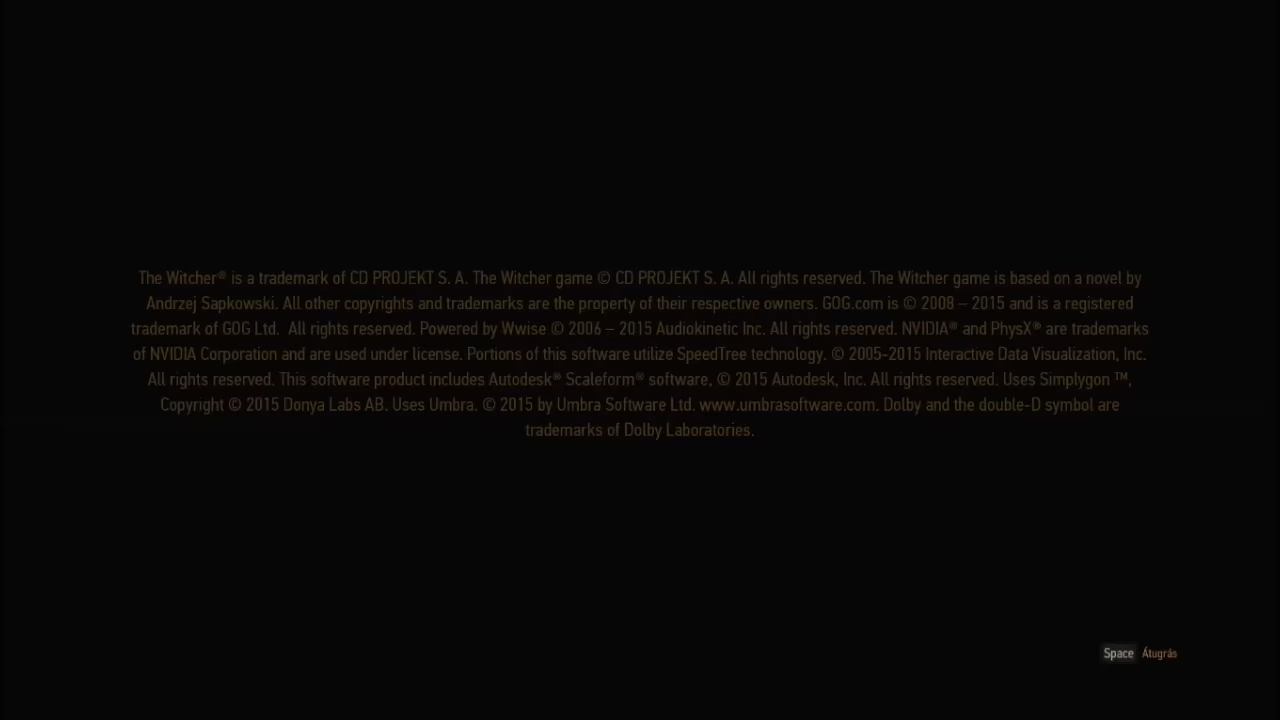 The Witcher® is a trademark of CD PROJEKT S. A. The Witcher game © CD PROJEKT S. A. All rights reserved. The Witcher game is based on a novel by
Andrzej Sapkowski. All other copyrights and trademarks are the property of their respective owners. GOG.com is © 2008 – 2015 and is a registered
trademark of GOG Ltd.  All rights reserved. Powered by Wwise © 2006 – 2015 Audiokinetic Inc. All rights reserved. NVIDIA® and PhysX® are trademarks
of NVIDIA Corporation and are used under license. Portions of this software utilize SpeedTree technology. © 2005-2015 Interactive Data Visualization, Inc.
All rights reserved. This software product includes Autodesk® Scaleform® software, © 2015 Autodesk, Inc. All rights reserved. Uses Simplygon ™,
Copyright © 2015 Donya Labs AB. Uses Umbra. © 2015 by Umbra Software Ltd. www.umbrasoftware.com. Dolby and the double-D symbol are
trademarks of Dolby Laboratories.
Space Átugrás